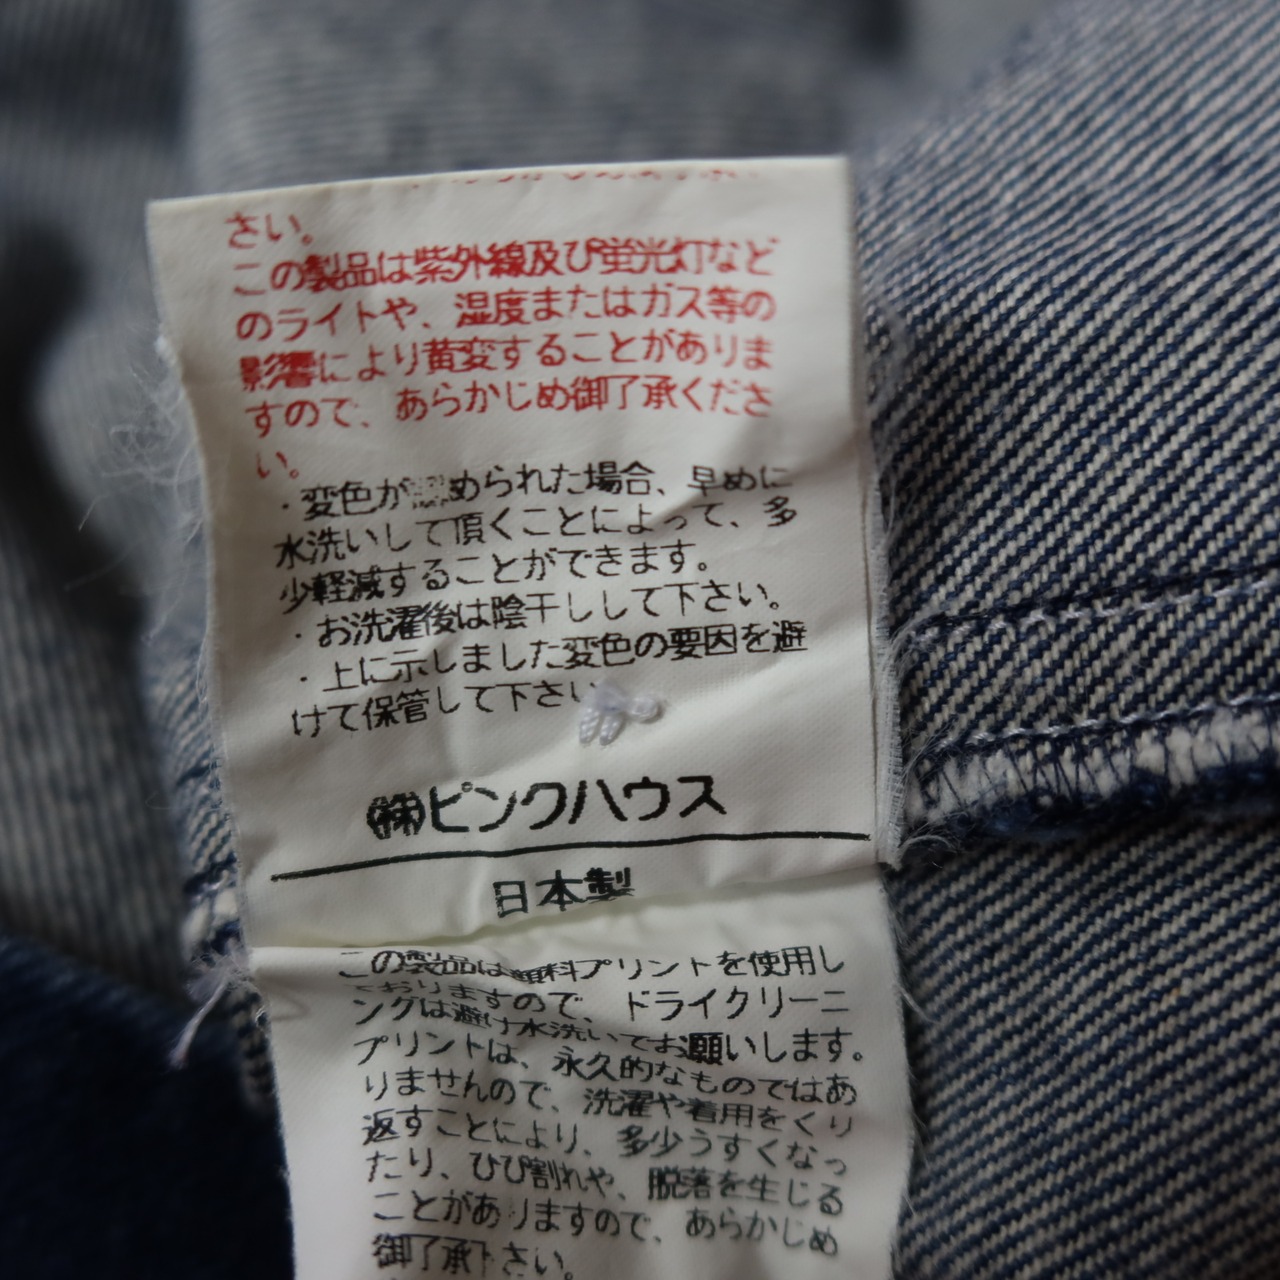 さい。
この製品は紫外線及び蛍光灯など
のライトや、湿度またはガス等の
影響により黄変することがありま
すので、あらかじめ御了承くださ
い。
・変色が認められた場合、早めに
水洗いして頂くことによって、多
少軽減することができます。
・お洗濯後は陰干しして下さい。
・上に示しました変色の要因を避
けて保管して下さい
㈱ピンクハウス
日本製
この製品は顔料プリントを使用し
ておりますので、ドライクリーニ
ングは避け水洗いでお願いします。
プリントは、永久的なものではあ
りませんので、洗濯や着用をくり
返すことにより、多少うすくなっ
たり、ひび割れや、脱落を生じる
ことがありますので、あらかじめ
御了承下さい。